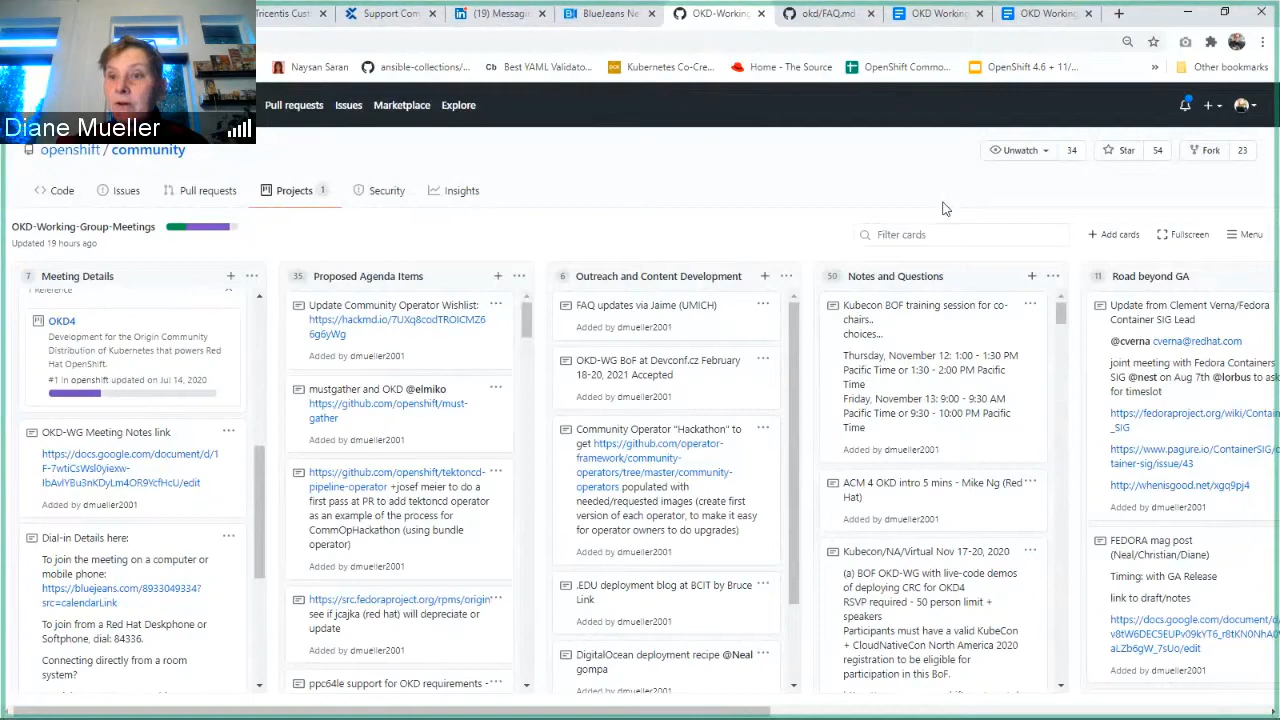 Tricentis Cust
Support Com
(19) Messagin
BlueJeans Ne
OKD-Working
okd/FAQ.md
OKD Working
OKD Working
Naysan Saran
ansible-collections/...
Best YAML Validato...
Kubernetes Co-Cre...
Home - The Source
OpenShift Commo...
OpenShift 4.6 + 11/...
Other bookmarks
Diane Mueller
Pull requests
Issues
Marketplace
Explore
openshift / community
Unwatch 34
Star 54
Fork 23
Code
Issues
Pull requests
Projects 1
Security
Insights
OKD-Working-Group-Meetings
Updated 19 hours ago
Filter cards
+ Add cards
Fullscreen
Menu
7 Meeting Details
1 Reference
OKD4
Development for the Origin Community
Distribution of Kubernetes that powers Red
Hat OpenShift.
#1 in openshift updated on Jul 14, 2020
OKD-WG Meeting Notes link
Added by dmueller2001
Dial-in Details here:
To join the meeting on a computer or
mobile phone:
https://bluejeans.com/8933049334?
src=calendarLink
To join from a Red Hat Deskphone or
Softphone, dial: 84336.
Connecting directly from a room
system?
35 Proposed Agenda Items
Update Community Operator Wishlist:
https://hackmd.io/7UXq8codTROICMZ6
6g6yWg
Added by dmueller2001
mustgather and OKD @elmiko
https://github.com/openshift/must-
gather
Added by dmueller2001
https://github.com/openshift/tektoncd-
pipeline-operator +josef meier to do a
first pass at PR to add tektoncd operator
as an example of the process for
CommOpHackathon (using bundle
operator)
Added by dmueller2001
https://src.fedoraproject.org/rpms/origin
see if jcajka (red hat) will depreciate or
update
Added by dmueller2001
ppc64le support for OKD requirements -
6 Outreach and Content Development
FAQ updates via Jaime (UMICH)
Added by dmueller2001
OKD-WG BoF at Devconf.cz February
18-20, 2021 Accepted
Added by dmueller2001
Community Operator "Hackathon" to
get https://github.com/operator-
framework/community-
operators/tree/master/community-
operators populated with
needed/requested images (create first
version of each operator, to make it easy
for operator owners to do upgrades)
Added by dmueller2001
.EDU deployment blog at BCIT by Bruce
Link
Added by dmueller2001
DigitalOcean deployment recipe @Neal
gompa
Added by dmueller2001
50 Notes and Questions
Kubecon BOF training session for co-
chairs..
choices...
Thursday, November 12: 1:00 - 1:30 PM
Pacific Time or 1:30 - 2:00 PM Pacific
Time
Friday, November 13: 9:00 - 9:30 AM
Pacific Time or 9:30 - 10:00 PM Pacific
Time
Added by dmueller2001
ACM 4 OKD intro 5 mins - Mike Ng (Red
Hat)
Added by dmueller2001
Kubecon/NA/Virtual Nov 17-20, 2020
(a) BOF OKD-WG with live-code demos
of deploying CRC for OKD4
RSVP required - 50 person limit +
speakers
Participants must have a valid KubeCon
+ CloudNativeCon North America 2020
registration to be eligible for
participation in this BoF.
11 Road beyond GA
Update from Clement Verna/Fedora
Container SIG Lead
@cverna cverna@redhat.com
joint meeting with Fedora Containers
SIG @nest on Aug 7th @lorbus to ask
for timeslot
https://fedoraproject.org/wiki/Contain
_SIG
https://www.pagure.io/ContainerSIG/c
tainer-sig/issue/43
http://whenisgood.net/xgq9pj4
Added by dmueller2001
FEDORA mag post
(Neal/Christian/Diane)
Timing: with GA Release
link to draft/notes
Added by dmueller2001